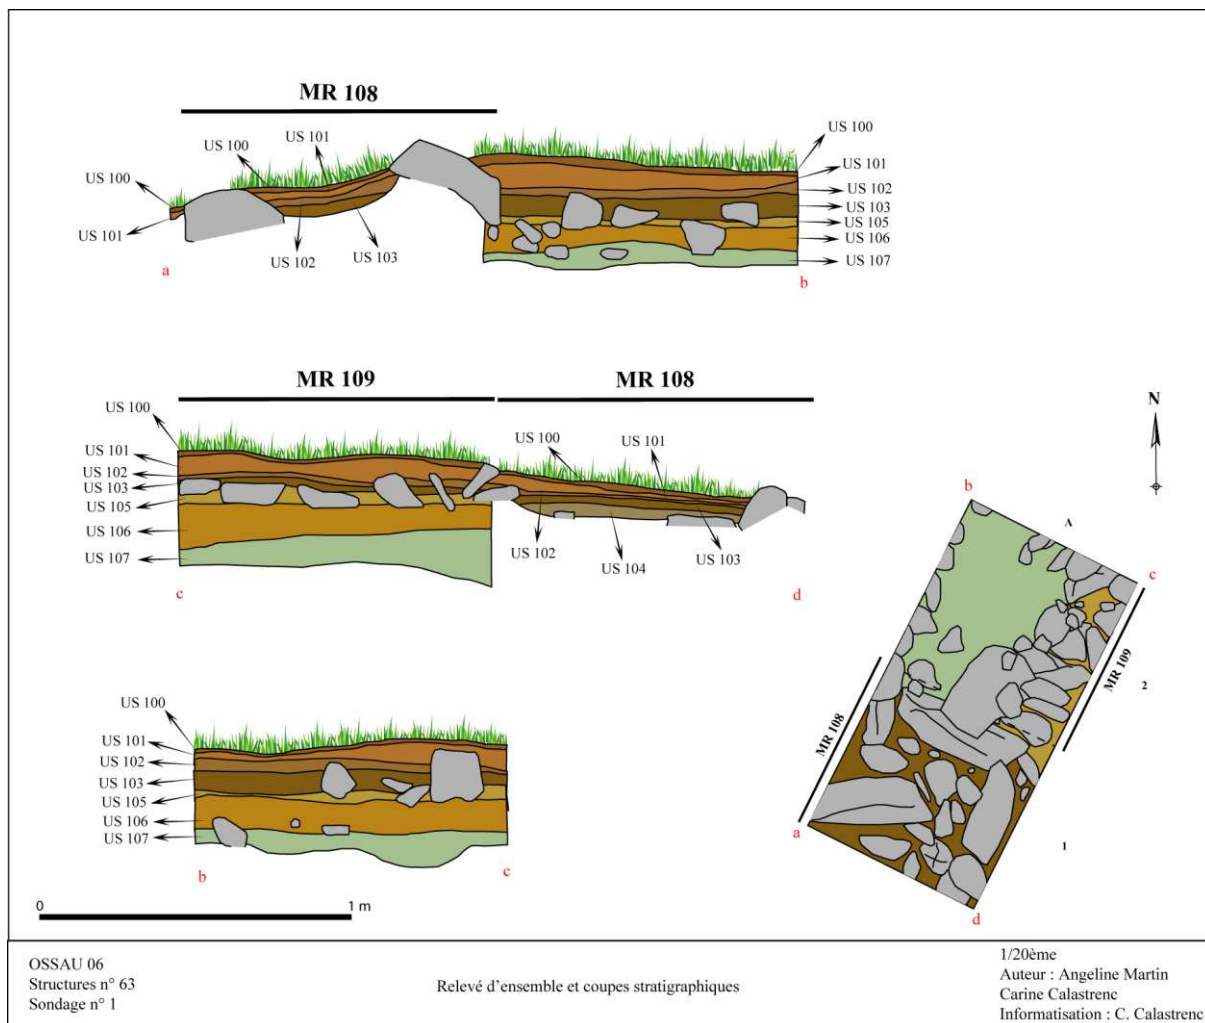 MR 108
US 100
US 101
US 100
US 101
US 102
US 103
US 100
US 101
US 102
US 103
US 105
US 106
US 107
a
b
MR 109
MR 108
US 100
US 101
US 102
US 103
US 105
US 106
US 107
US 100
US 101
US 102
US 104
US 103
c
d
US 100
US 101
US 102
US 103
US 105
US 106
US 107
b
c
0
1 m
N
b
A
c
MR 109
2
MR 108
a
1
d
OSSAU 06
Structures n° 63
Sondage n° 1
Relevé d'ensemble et coupes stratigraphiques
1/20ème
Auteur : Angeline Martin
Carine Calastrenc
Informatisation : C. Calastrenc